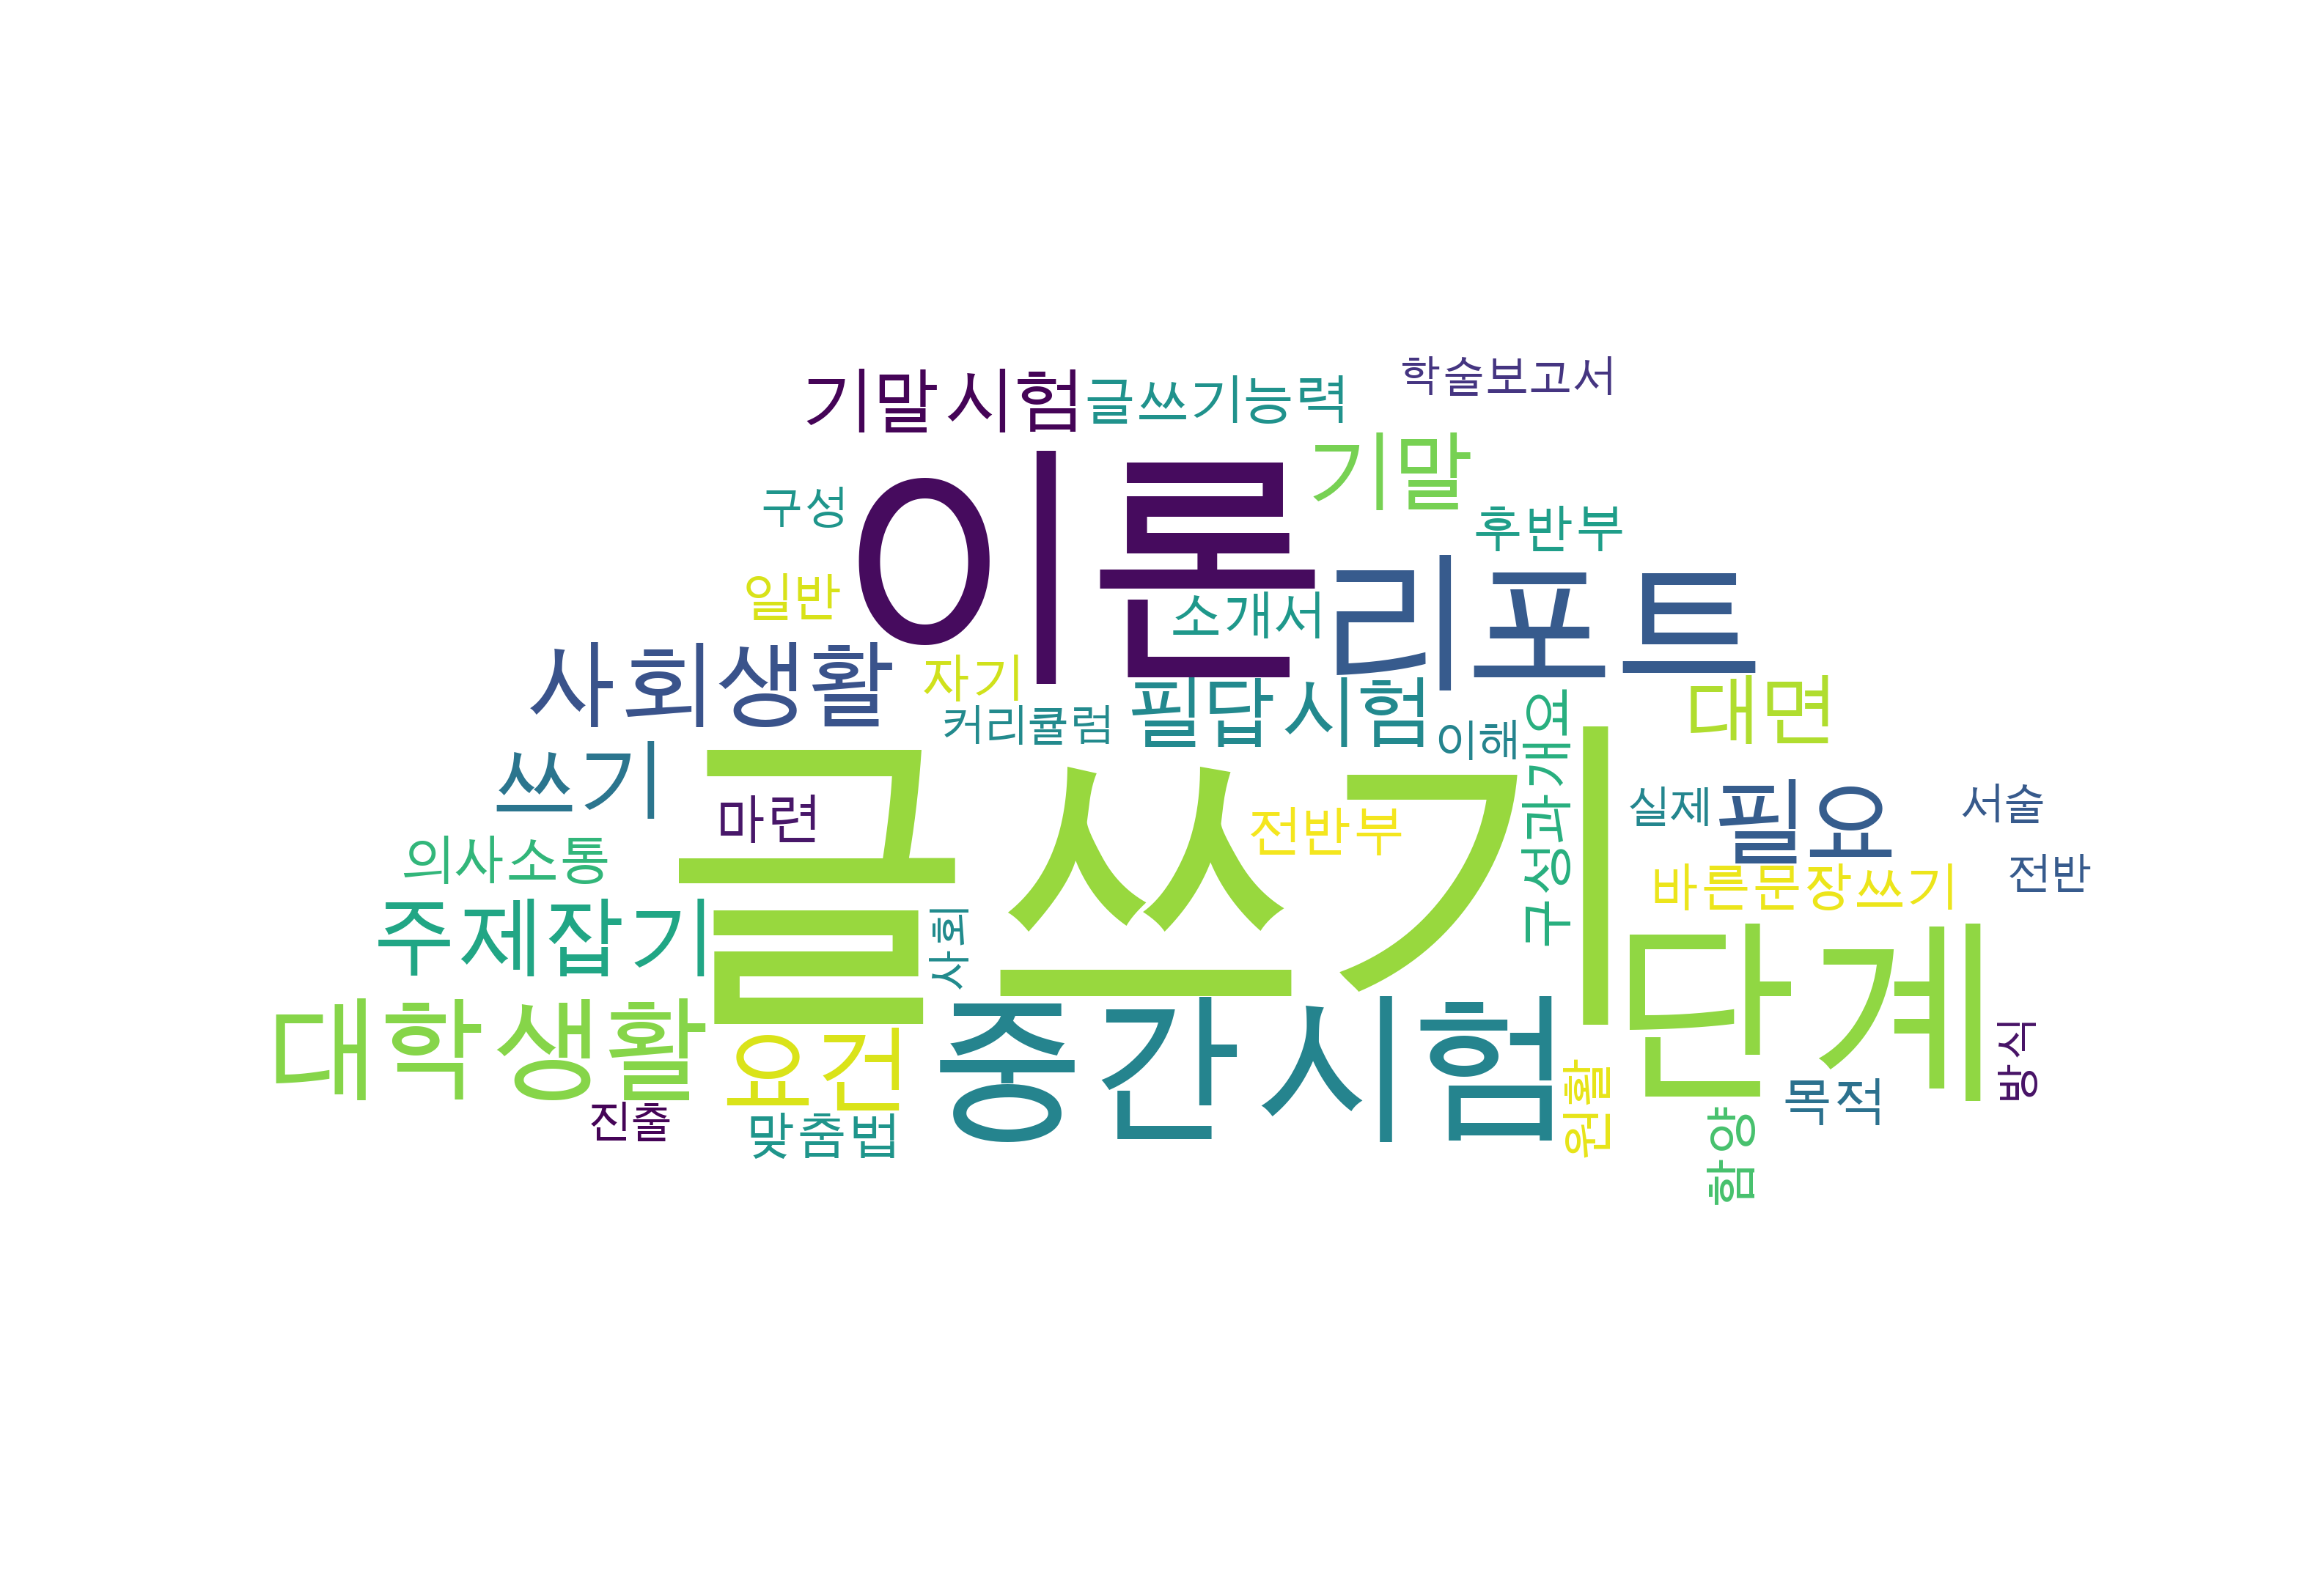 학술보고서
기말 시험
글쓰기능력
기말
구성
이론
후반부
일반
소개서
리포트
사회생활
자기
커리큘럼
필답 시험
이해
대면
쓰기
글쓰기
마련
전반부
구성과개요
실제
필요
서술
의사소통
바른문장쓰기
전반
주제잡기
사회
단계
대학 생활
요건
중간 시험
방식
진출
맞춤법
원활
목적
함양